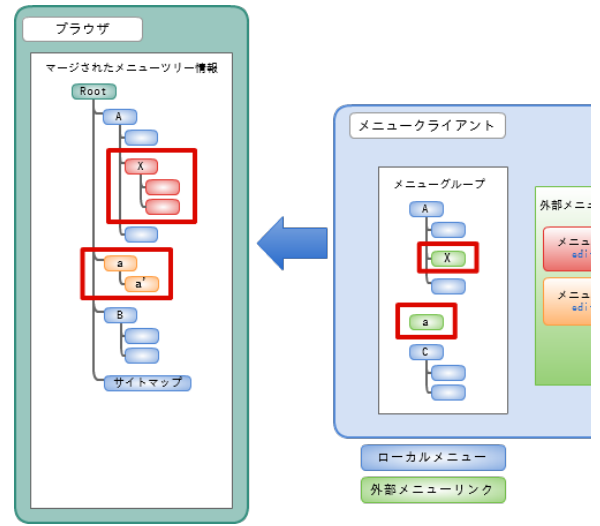 ブラウザ
マージされたメニューツリー情報
Root
A
X
a
a'
B
サイトマップ
メニュークライアント
メニューグループ
A
X
a
C
外部メニュ
メニュ
edi
メニュ
edi
ローカルメニュー
外部メニューリンク